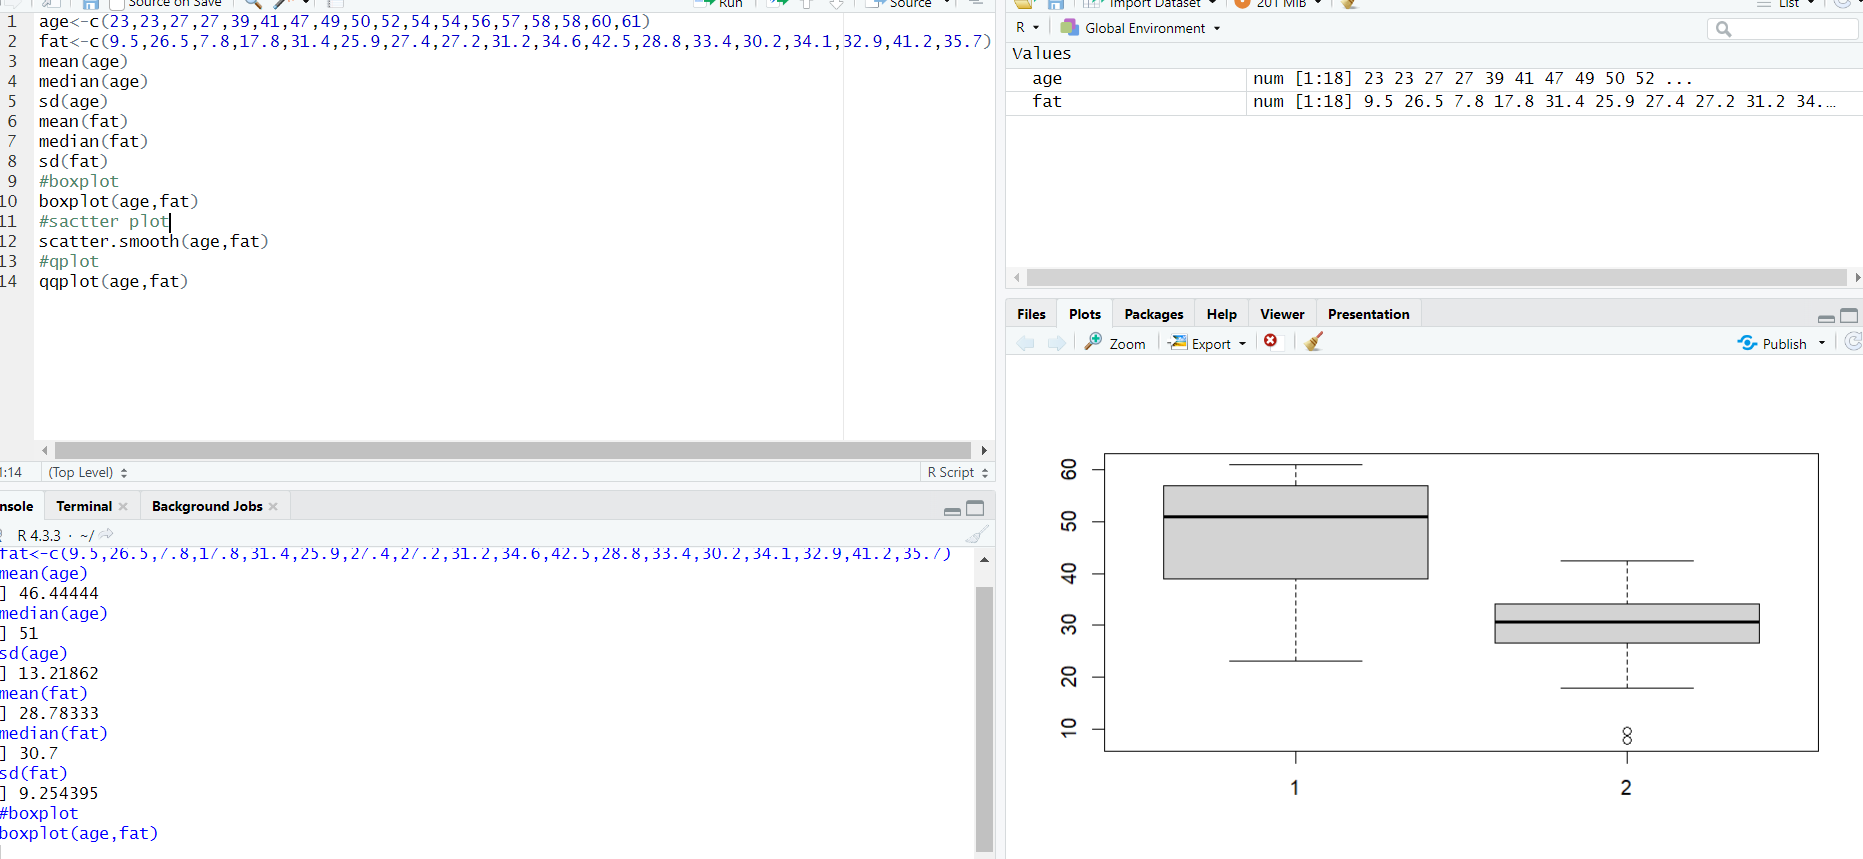 Source on Save
Run
Source
1 age<-c(23,23,27,27,39,41,47,49,50,52,54,54,56,57,58,58,60,61)
2 fat<-c(9.5,26.5,7.8,17.8,31.4,25.9,27.4,27.2,31.2,34.6,42.5,28.8,33.4,30.2,34.1,32.9,41.2,35.7)
3 mean(age)
4 median(age)
5 sd(age)
6 mean(fat)
7 median(fat)
8 sd(fat)
9 #boxplot
10 boxplot(age,fat)
11 #sactter plot
12 scatter.smooth(age,fat)
13 #qplot
14 qqplot(age,fat)
1:14 (Top Level) R Script
nsole Terminal Background Jobs
R 4.3.3 · ~/
fat<-c(9.5,26.5,7.8,17.8,31.4,25.9,27.4,27.2,31.2,34.6,42.5,28.8,33.4,30.2,34.1,32.9,41.2,35.7)
mean(age)
] 46.44444
median(age)
] 51
sd(age)
] 13.21862
mean(fat)
] 28.78333
median(fat)
] 30.7
sd(fat)
] 9.254395
#boxplot
boxplot(age,fat)
Import Dataset 201 MiB List
R Global Environment
Values
age num [1:18] 23 23 27 27 39 41 47 49 50 52 ...
fat num [1:18] 9.5 26.5 7.8 17.8 31.4 25.9 27.4 27.2 31.2 34.…
Files Plots Packages Help Viewer Presentation
Zoom Export Publish
60
50
40
30
20
10
1 2